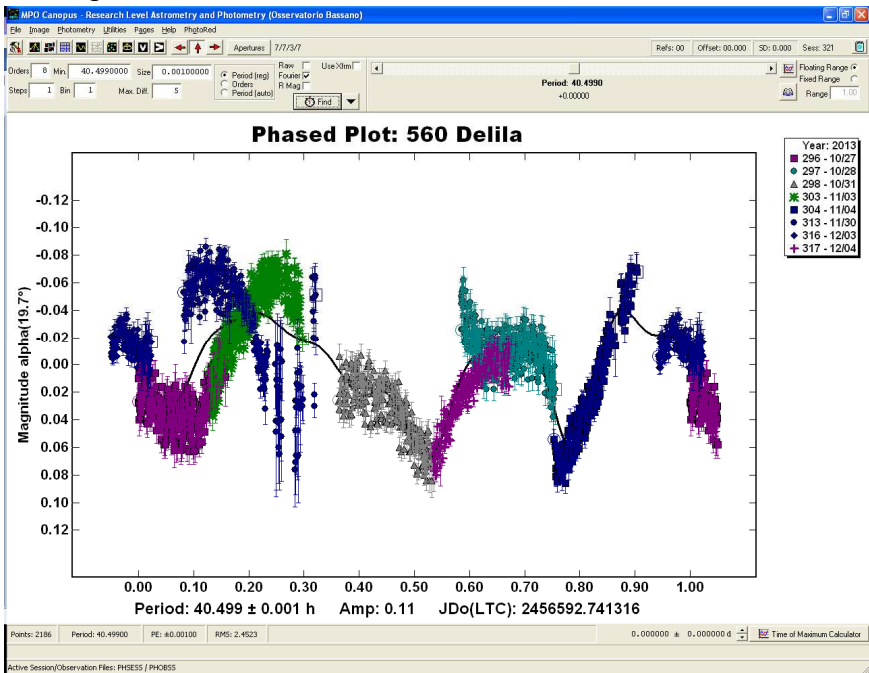 MPO Canopus - Research Level Astrometry and Photometry (Osservatorio Bassano)
File Image Photometry Utilities Pages Help PhotoRed
Apertures 7/7/3/7 Refs: 00 Offset: 00.000 SD: 0.000 Sess: 321
Orders 8 Min. 40.4990000 Size 0.00100000
Steps 1 Bin 1 Max. Diff. 5
Period (reg)
Orders
Period (auto)
Raw Use Xfrm
Fourier
R Mag
Find
Period: 40.4990
+0.00000
Floating Range
Fixed Range
Range 1.00
Phased Plot: 560 Delila
Year: 2013
296 - 10/27
297 - 10/28
298 - 10/31
303 - 11/03
304 - 11/04
313 - 11/30
316 - 12/03
317 - 12/04
Magnitude alpha(19.7°)
-0.12
-0.10
-0.08
-0.06
-0.04
-0.02
0.00
0.02
0.04
0.06
0.08
0.10
0.12
0.00 0.10 0.20 0.30 0.40 0.50 0.60 0.70 0.80 0.90 1.00
Period: 40.499 ± 0.001 h Amp: 0.11 JDo(LTC): 2456592.741316
Points: 2186 Period: 40.49900 PE: ±0.00100 RMS: 2.4523 0.000000 ± 0.000000 d Time of Maximum Calculator
Active Session/Observation Files: PHSESS / PHOBSS